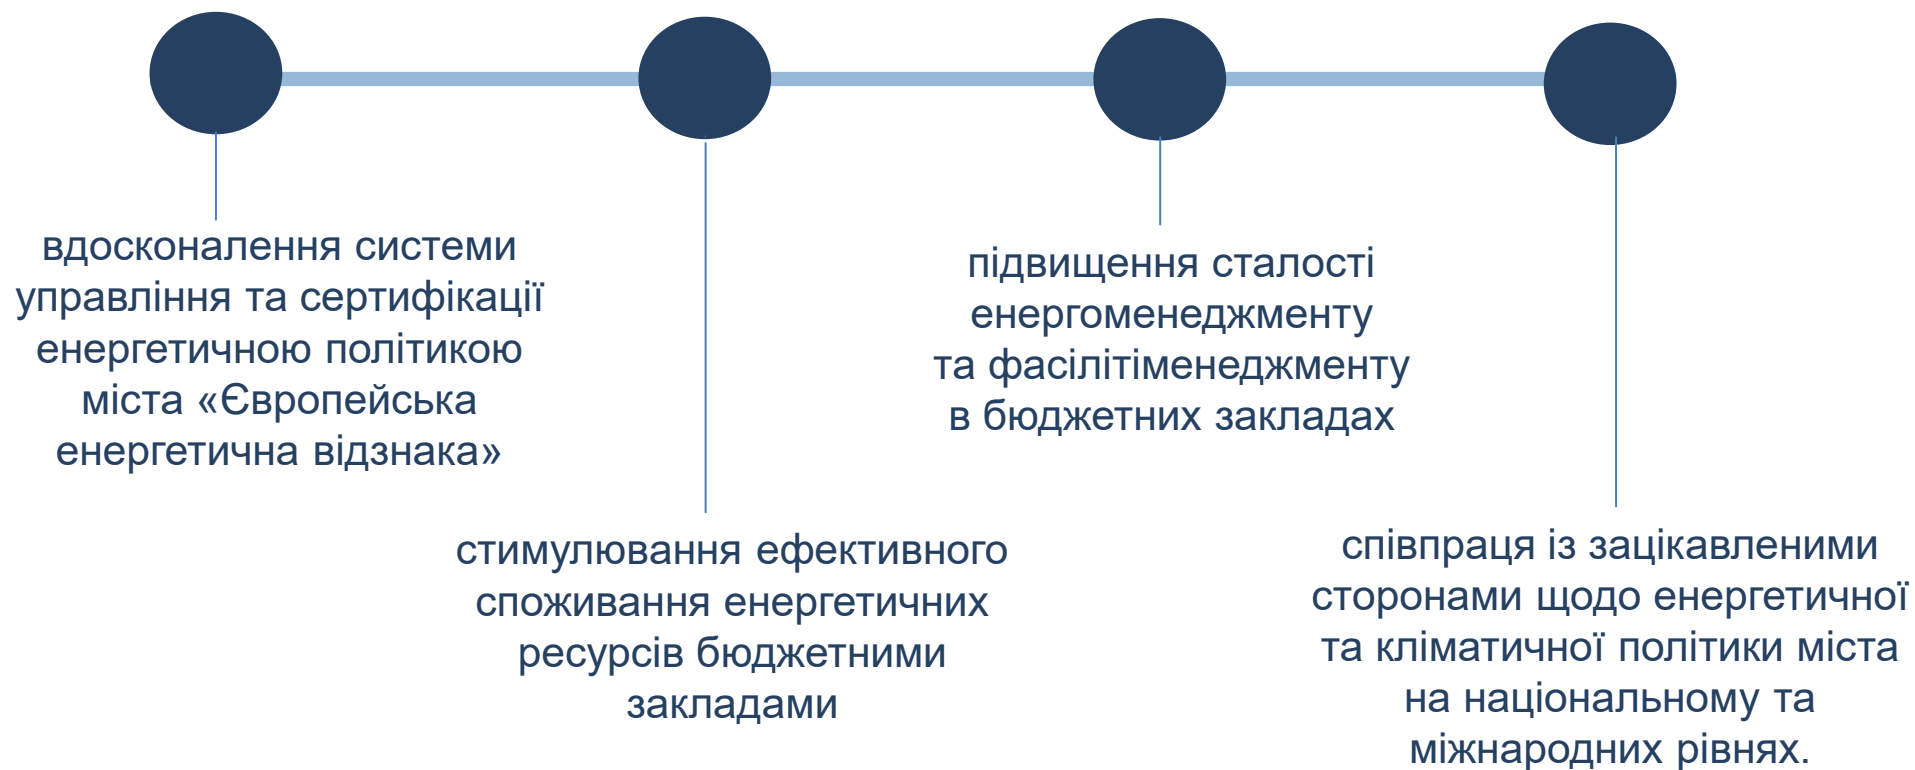 вдосконалення системи
управління та сертифікації
енергетичною політикою
міста «Європейська
енергетична відзнака»
стимулювання ефективного
споживання енергетичних
ресурсів бюджетними
закладами
підвищення сталості
енергоменеджменту
та фасілітіменеджменту
в бюджетних закладах
співпраця із зацікавленими
сторонами щодо енергетичної
та кліматичної політики міста
на національному та
міжнародних рівнях.